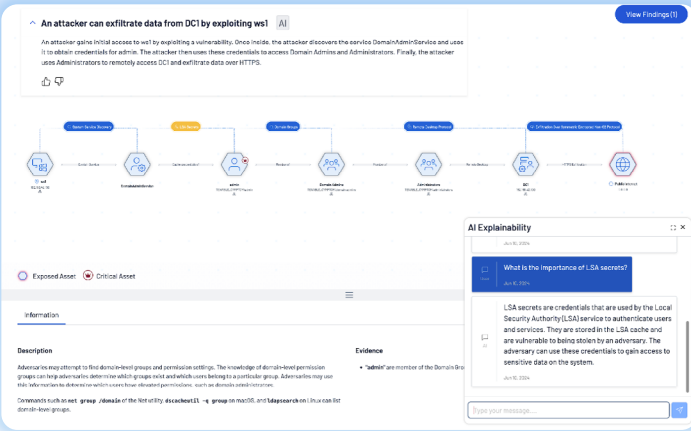 View Findings (1)
An attacker can exfiltrate data from DC1 by exploiting ws1 AI
An attacker gains initial access to ws1 by exploiting a vulnerability. Once inside, the attacker discovers the service DomainAdminService and uses
it to obtain credentials for admin. The attacker then uses these credentials to access Domain Admins and Administrators. Finally, the attacker
uses Administrators to remotely access DC1 and exfiltrate data over HTTPS.
System Service Discovery
LSA Secrets
Domain Groups
Remote Desktop Protocol
ws1
DomainAdminService
admin
Domain Admins
Administrators
DC1
Public Internet
Exposed Asset
Critical Asset
AI Explainability
Jun 10, 2024
What is the importance of LSA secrets?
Jun 10, 2024
LSA secrets are credentials that are used by the Local
Security Authority (LSA) service to authenticate users
and services. They are stored in the LSA cache and
are vulnerable to being stolen by an adversary. The
adversary can use these credentials to gain access to
sensitive data on the system.
Jun 10, 2024
Type your message....
Information
Description
Adversaries may attempt to find domain-level groups and permission settings. The knowledge of domain-level permission
groups can help adversaries determine which groups exist and which users belong to a particular group. Adversaries may use
this information to determine which users have elevated permissions, such as domain administrators.
Commands such as net group /domain of the Net utility, dscacheutil -q group on macOS, and ldapsearch on Linux can list
domain-level groups.
Evidence
• "admin" are member of the Domain Gro